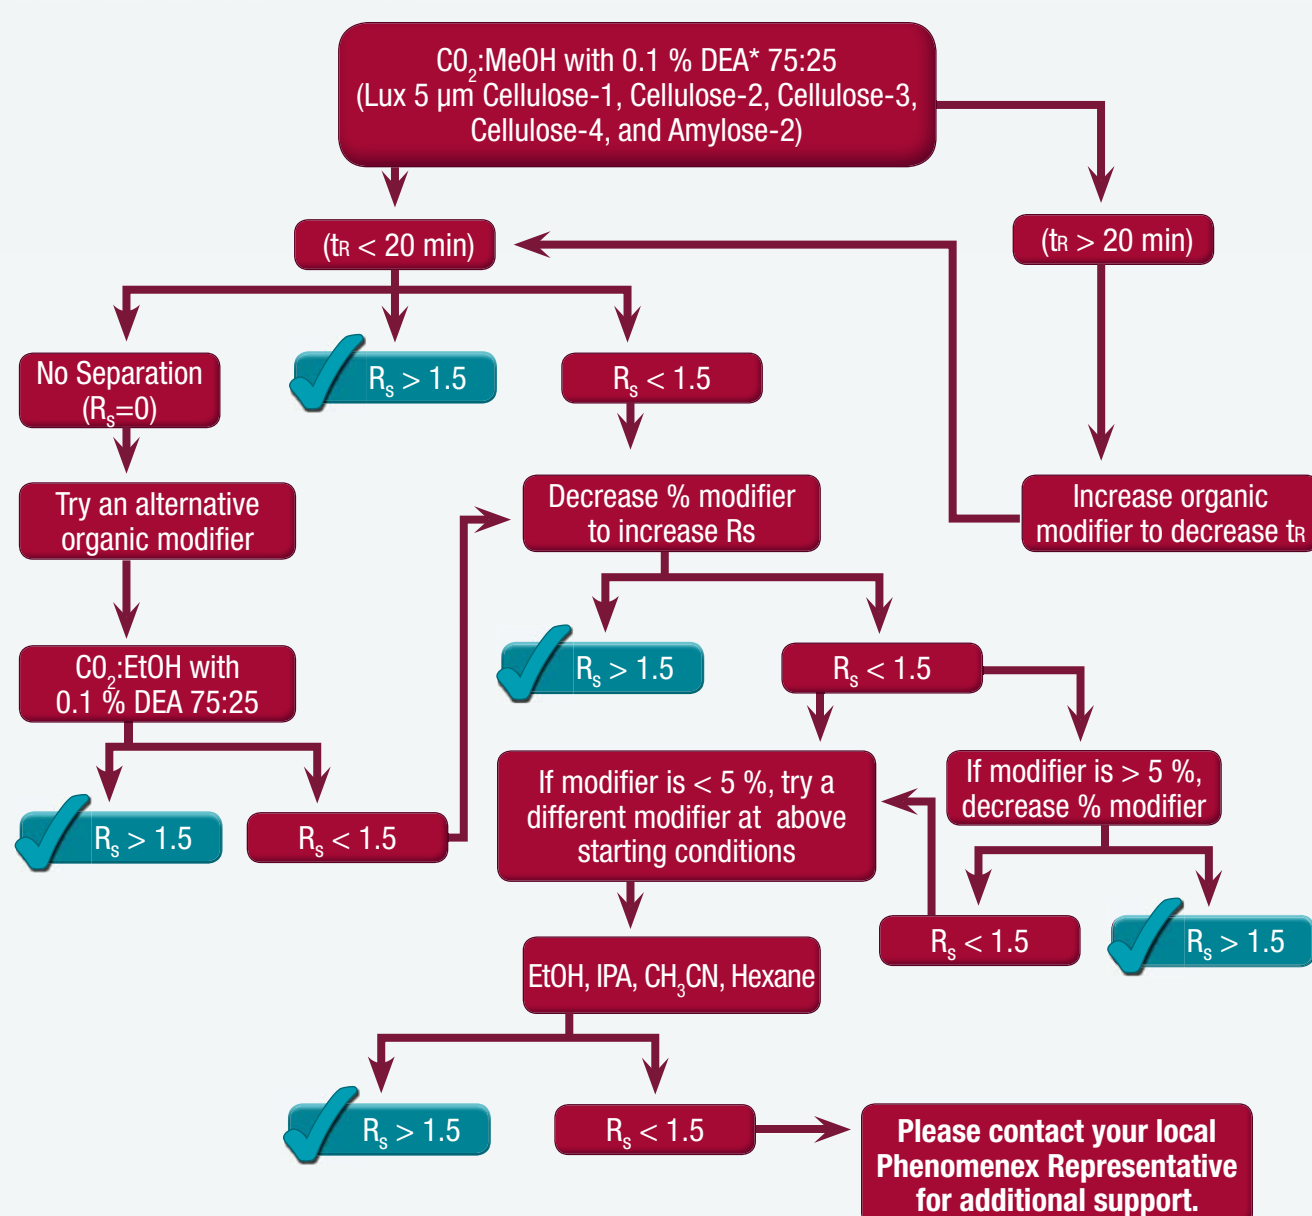 CO2:MeOH with 0.1 % DEA* 75:25
(Lux 5 µm Cellulose-1, Cellulose-2, Cellulose-3,
Cellulose-4, and Amylose-2)
(tR < 20 min)
(tR > 20 min)
No Separation
(Rs=0)
Rs > 1.5
Rs < 1.5
Try an alternative
organic modifier
Decrease % modifier
to increase Rs
Increase organic
modifier to decrease tR
CO2:EtOH with
0.1 % DEA 75:25
Rs > 1.5
Rs < 1.5
Rs > 1.5
Rs < 1.5
If modifier is < 5 %, try a
different modifier at above
starting conditions
If modifier is > 5 %,
decrease % modifier
Rs < 1.5
Rs > 1.5
EtOH, IPA, CH3CN, Hexane
Rs > 1.5
Rs < 1.5
Please contact your local
Phenomenex Representative
for additional support.